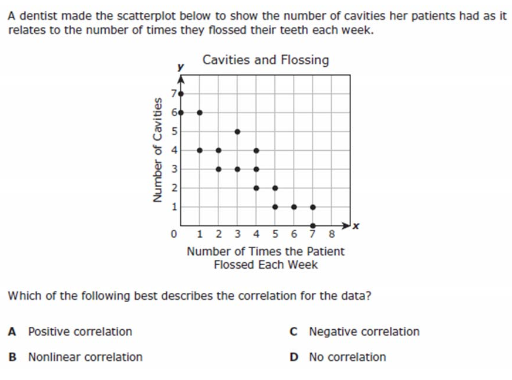 A dentist made the scatterplot below to show the number of cavities her patients had as it
relates to the number of times they flossed their teeth each week.
Cavities and Flossing
y
7
6
5
4
3
2
1
Number of Cavities
0 1 2 3 4 5 6 7 8 x
Number of Times the Patient
Flossed Each Week
Which of the following best describes the correlation for the data?
A Positive correlation
B Nonlinear correlation
C Negative correlation
D No correlation